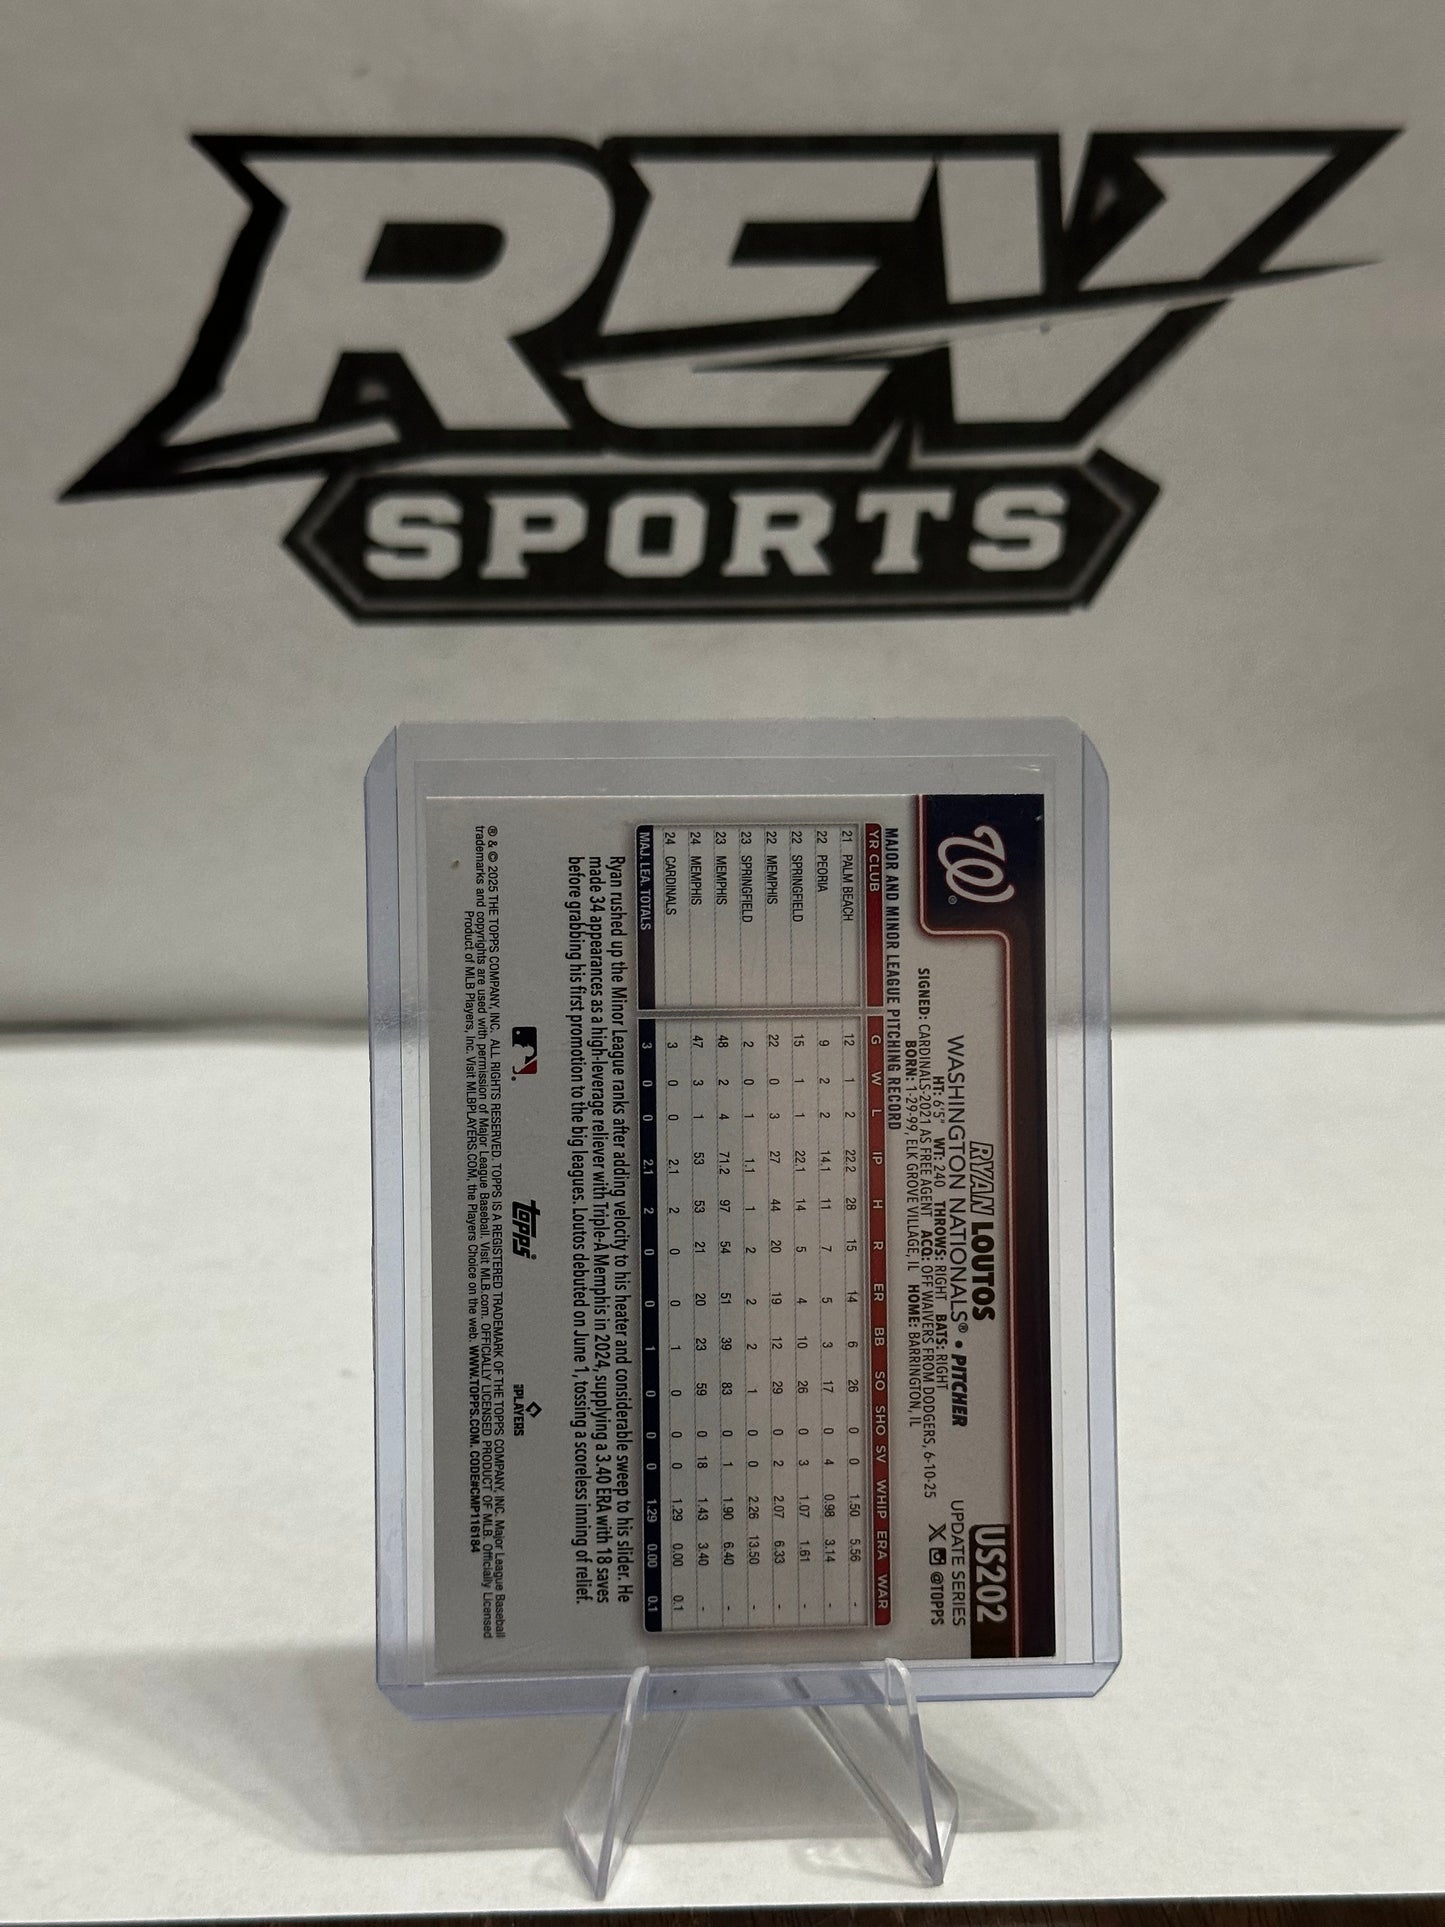 REV
SPORTS
W®
RYAN LOUTOS
WASHINGTON NATIONALS® • PITCHER
HT: 6'5" WT: 240 THROWS: RIGHT BATS: RIGHT
SIGNED: CARDINALS-2021 AS FREE AGENT ACQ: OFF WAIVERS FROM DODGERS, 6-10-25
BORN: 1-29-99, ELK GROVE VILLAGE, IL HOME: BARRINGTON, IL
US202
UPDATE SERIES
X @TOPPS
MAJOR AND MINOR LEAGUE PITCHING RECORD
YR CLUB G W L IP H R ER BB SO SHO SV WHIP ERA WAR
21 PALM BEACH 12 1 2 22.2 28 15 14 6 26 0 0 1.50 5.56 -
22 PEORIA 9 2 2 14.1 11 7 5 3 17 0 4 0.98 3.14 -
22 SPRINGFIELD 15 1 1 22.1 14 5 4 10 26 0 3 1.07 1.61 -
22 MEMPHIS 22 0 3 27 44 20 19 12 29 0 2 2.07 6.33 -
23 SPRINGFIELD 2 0 1 1.1 1 2 2 2 1 0 0 2.26 13.50 -
23 MEMPHIS 48 2 4 71.2 97 54 51 39 83 0 1 1.90 6.40 -
24 MEMPHIS 47 3 1 53 53 21 20 23 59 0 18 1.43 3.40 -
24 CARDINALS 3 0 0 2.1 2 0 0 1 0 0 0 1.29 0.00 0.1
MAJ. LEA. TOTALS 3 0 0 2.1 2 0 0 1 0 0 0 1.29 0.00 0.1
Ryan rushed up the Minor League ranks after adding velocity to his heater and considerable sweep to his slider. He
made 34 appearances as a high-leverage reliever with Triple-A Memphis in 2024, supplying a 3.40 ERA with 18 saves
before grabbing his first promotion to the big leagues. Loutos debuted on June 1, tossing a scoreless inning of relief.
topps
PLAYERS
® & © 2025 THE TOPPS COMPANY, INC. ALL RIGHTS RESERVED. TOPPS IS A REGISTERED TRADEMARK OF THE TOPPS COMPANY, INC. Major League Baseball
trademarks and copyrights are used with permission of Major League Baseball. Visit MLB.com. OFFICIALLY LICENSED PRODUCT OF MLB. Officially Licensed
Product of MLB Players, Inc. Visit MLBPLAYERS.COM, the Players Choice on the web. WWW.TOPPS.COM. CODE#CMP116184